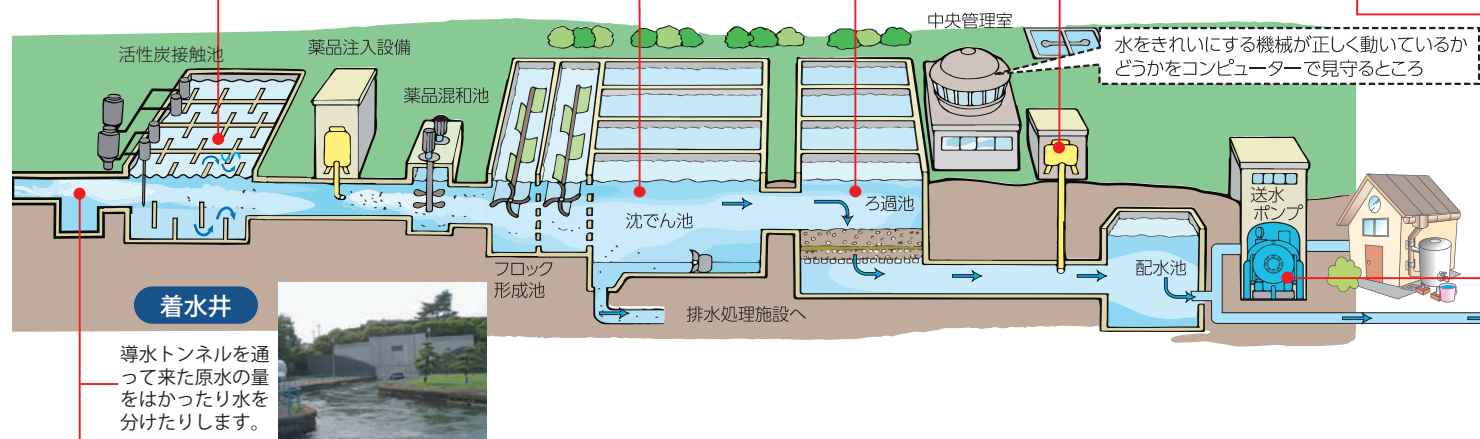 中央管理室
水をきれいにする機械が正しく動いているか
どうかをコンピューターで見守るところ
活性炭接触池
薬品注入設備
薬品混和池
沈でん池
ろ過池
送水
ポンプ
フロック
形成池
配水池
排水処理施設へ
着水井
導水トンネルを通
って来た原水の量
をはかったり水を
分けたりします。